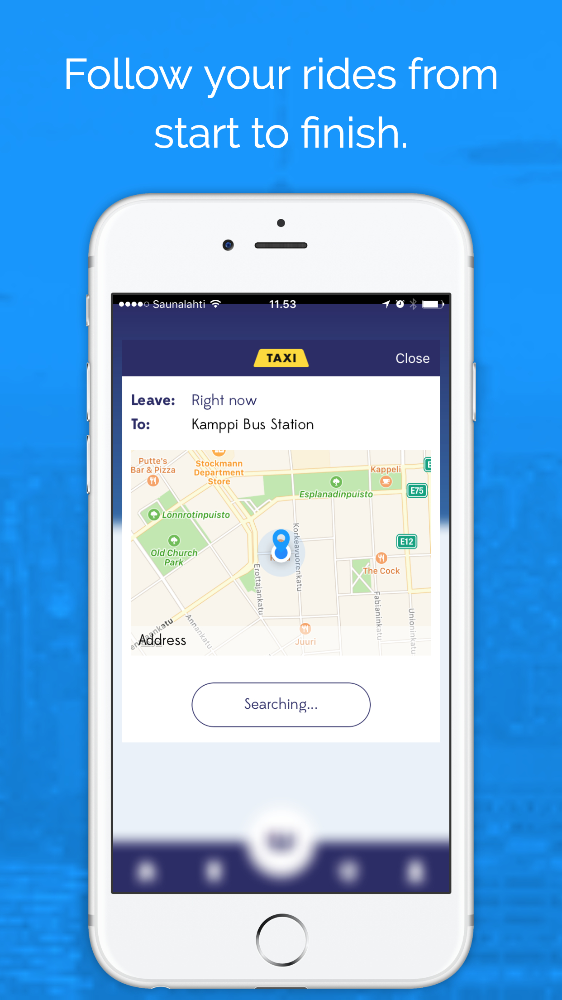 Follow your rides from
start to finish.
Saunalahti
11.53
TAXI
Close
Leave: Right now
To: Kamppi Bus Station
Putte's
Bar & Pizza
Stockmann
Department
Store
Kappeli
Esplanadinpuisto
E75
Lönnrotinpuisto
Korkeavuorenkatu
E12
Old Church
Park
The Cock
Erottajankatu
Fabianinkatu
Unioninkatu
Annankatu
Juuri
Address
Searching...